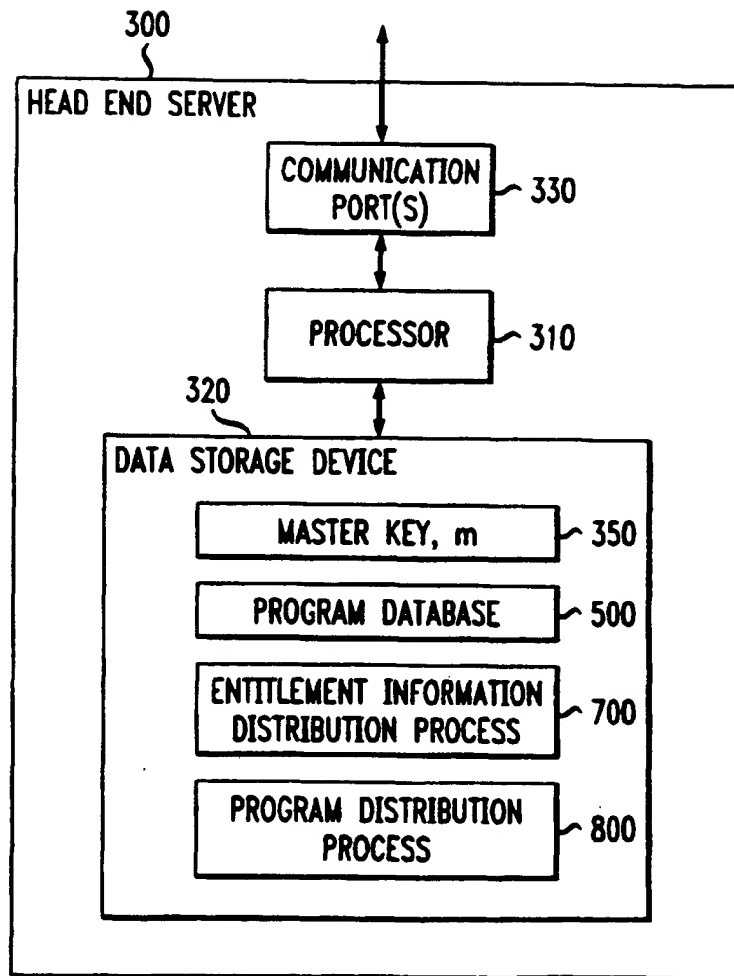 300
HEAD END SERVER
COMMUNICATION
PORT(S)
330
PROCESSOR
310
320
DATA STORAGE DEVICE
MASTER KEY, m
350
PROGRAM DATABASE
500
ENTITLEMENT INFORMATION
DISTRIBUTION PROCESS
700
PROGRAM DISTRIBUTION
PROCESS
800